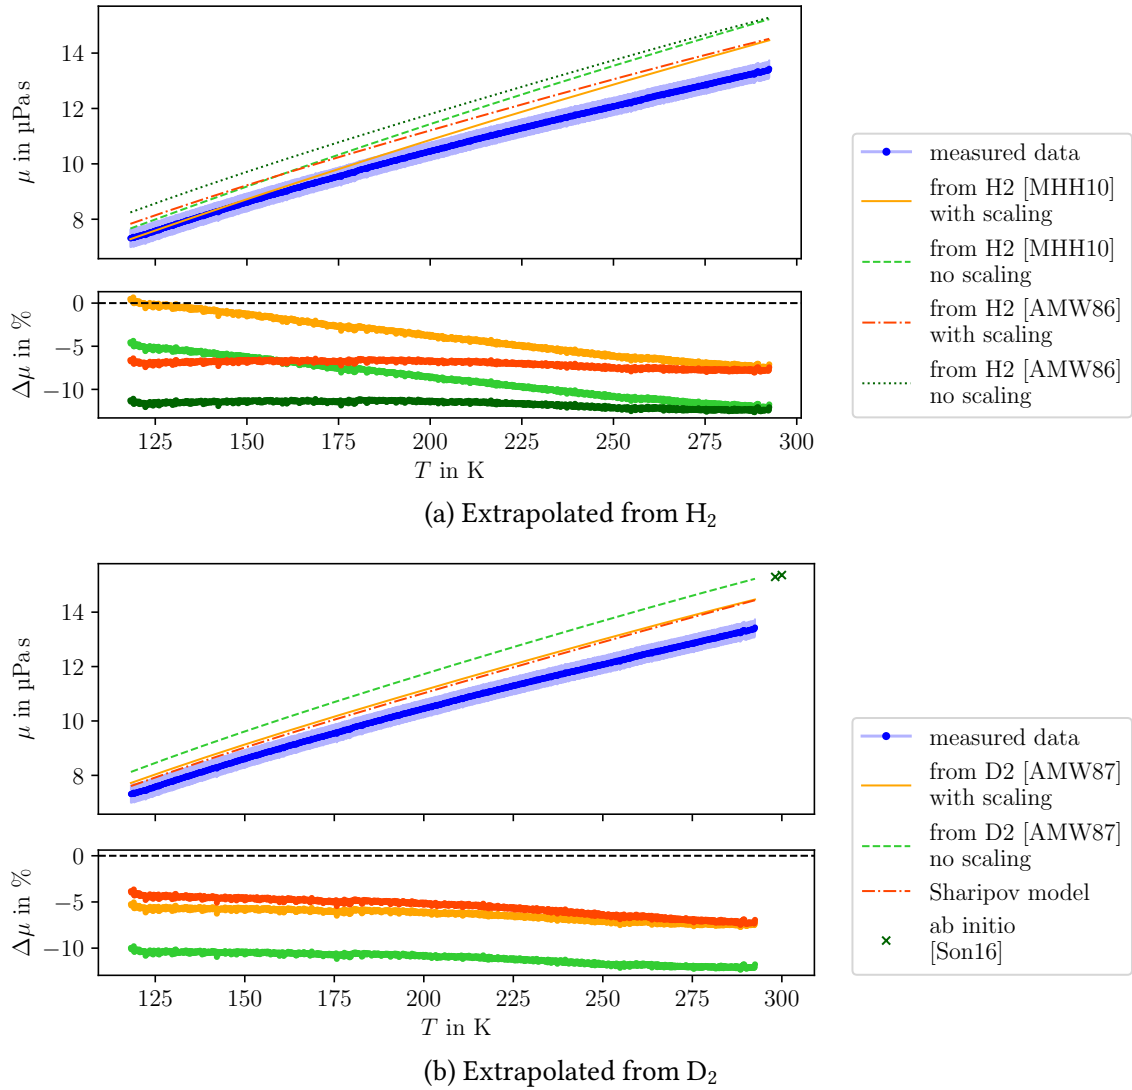 14
12
10
8
μ in μPa s
0
−5
−10
Δμ in %
125 150 175 200 225 250 275 300
T in K
measured data
from H2 [MHH10]
with scaling
from H2 [MHH10]
no scaling
from H2 [AMW86]
with scaling
from H2 [AMW86]
no scaling
(a) Extrapolated from H₂
14
12
10
8
μ in μPa s
0
−5
−10
Δμ in %
125 150 175 200 225 250 275 300
T in K
measured data
from D2 [AMW87]
with scaling
from D2 [AMW87]
no scaling
Sharipov model
ab initio
[Son16]
(b) Extrapolated from D₂